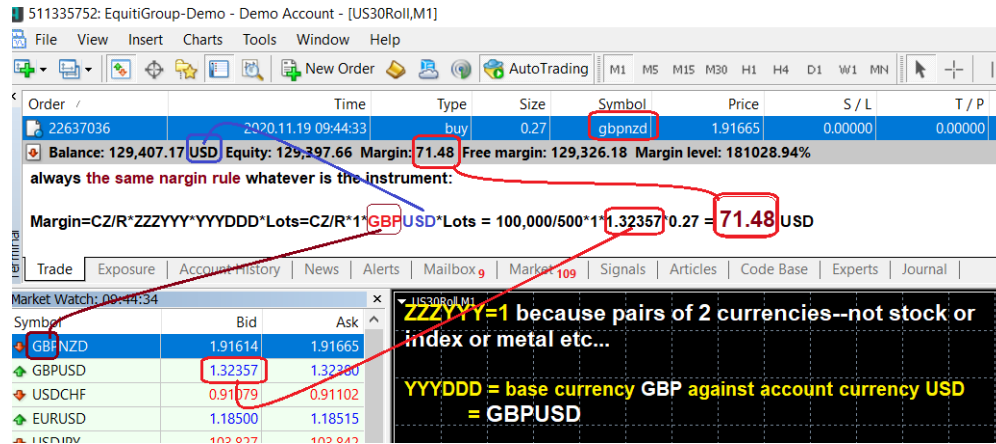 511335752: EquitiGroup-Demo - Demo Account - [US30Roll,M1]
File View Insert Charts Tools Window Help
New Order AutoTrading M1 M5 M15 M30 H1 H4 D1 W1 MN
Order / Time Type Size Symbol Price S / L T / P
22637036 2020.11.19 09:44:33 buy 0.27 gbpnzd 1.91665 0.00000 0.00000
Balance: 129,407.17 USD Equity: 129,397.66 Margin: 71.48 Free margin: 129,326.18 Margin level: 181028.94%
always the same nargin rule whatever is the instrument:
Margin=CZ/R*ZZZYYY*YYYDDD*Lots=CZ/R*1*GBPUSD*Lots = 100,000/500*1*1.32357*0.27 = 71.48 USD
Trade Exposure Account History News Alerts Mailbox 9 Market 109 Signals Articles Code Base Experts Journal
Market Watch: 09:44:34
Symbol Bid Ask
GBPNZD 1.91614 1.91665
GBPUSD 1.32357 1.32380
USDCHF 0.91079 0.91102
EURUSD 1.18500 1.18515
USDJPY 103.827 103.842
US30Roll,M1
ZZZYYY=1 because pairs of 2 currencies--not stock or
index or metal etc...
YYYDDD = base currency GBP against account currency USD
= GBPUSD